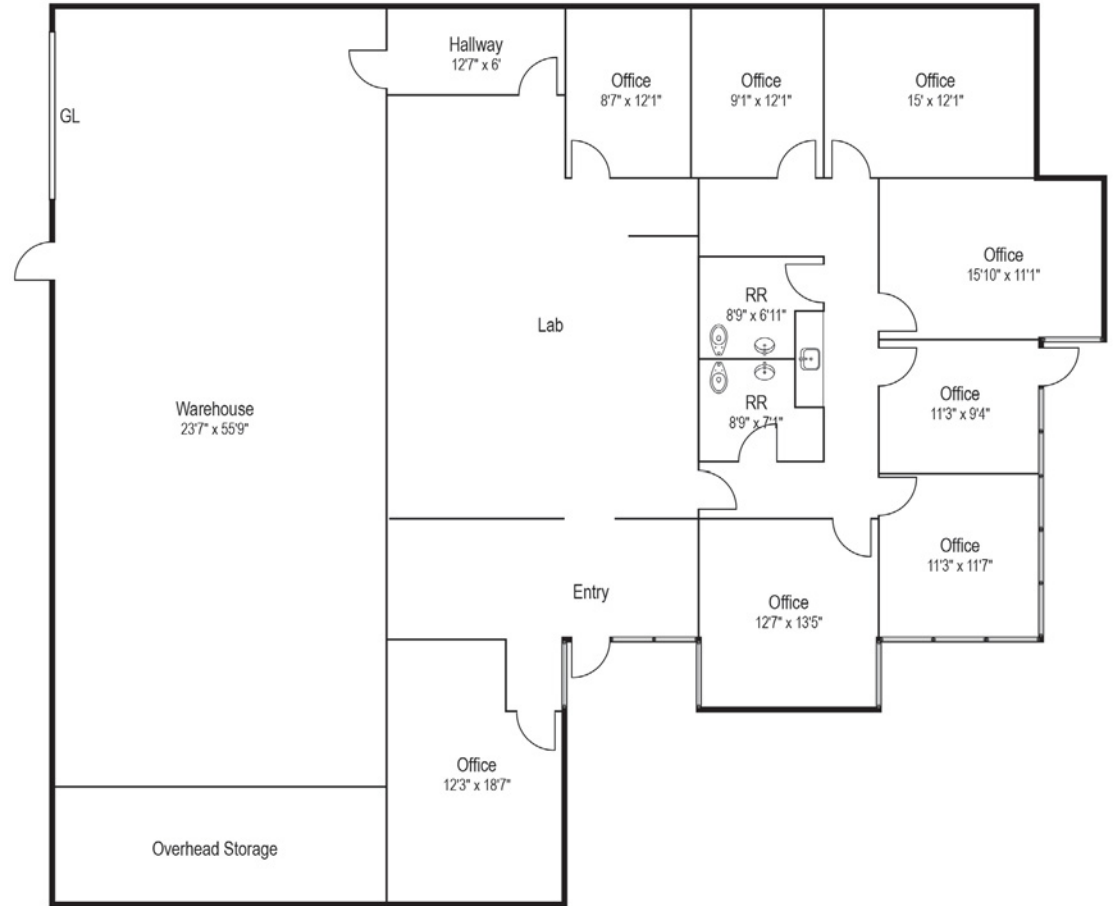 Hallway
12'7" x 6'
Office
8'7" x 12'1"
Office
9'1" x 12'1"
Office
15' x 12'1"
GL
Office
15'10" x 11'1"
RR
8'9" x 6'11"
Lab
Office
11'3" x 9'4"
Warehouse
23'7" x 55'9"
RR
8'9" x 7'1"
Office
11'3" x 11'7"
Entry
Office
12'7" x 13'5"
Office
12'3" x 18'7"
Overhead Storage